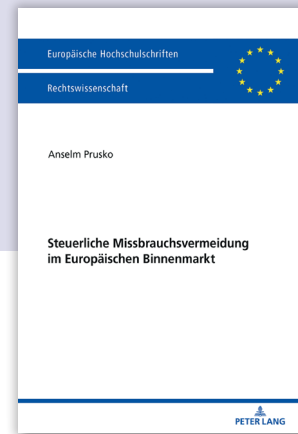 Europäische Hochschulschriften
Rechtswissenschaft
Anselm Prusko
Steuerliche Missbrauchsvermeidung
im Europäischen Binnenmarkt
PETER LANG